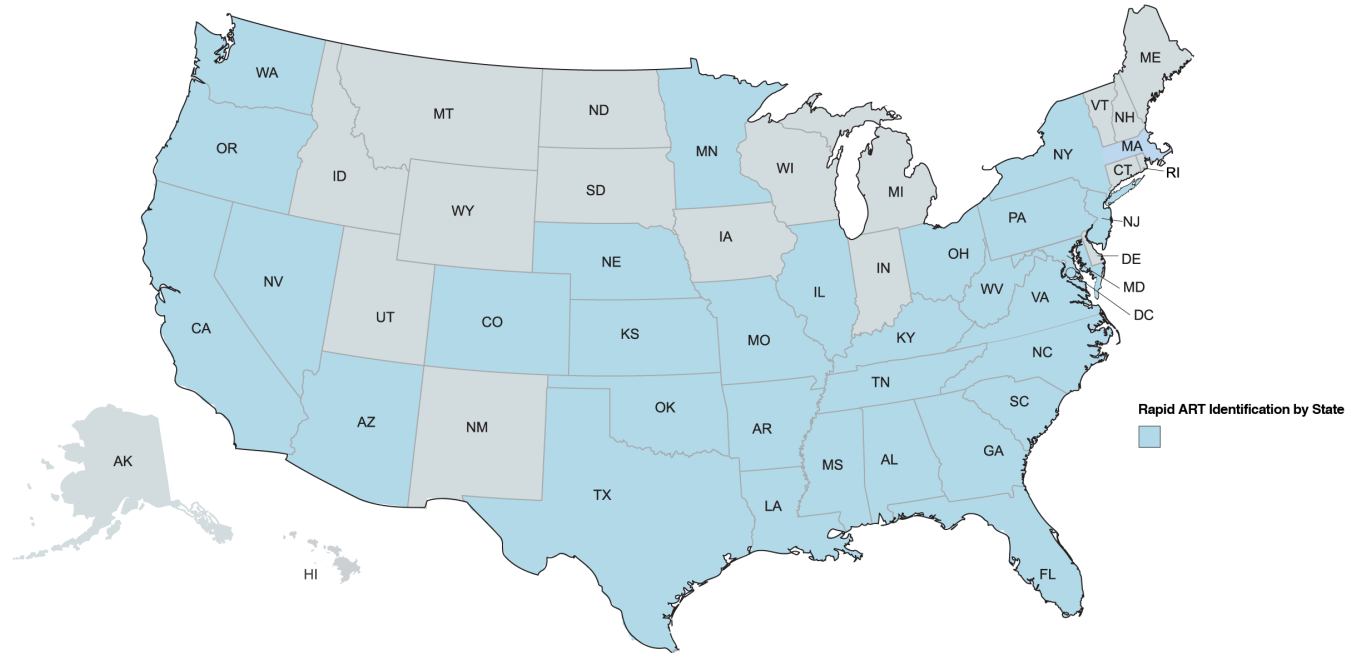 ME
WA
VT
MT
ND
NH
OR
MN
MA
NY
WI
ID
SD
CT
RI
MI
WY
PA
NJ
IA
OH
DE
NE
IN
NV
MD
IL
WV
VA
DC
UT
CO
CA
KS
KY
MO
NC
TN
SC
Rapid ART Identification by State
OK
AZ
NM
AR
GA
AK
AL
MS
TX
LA
HI
FL